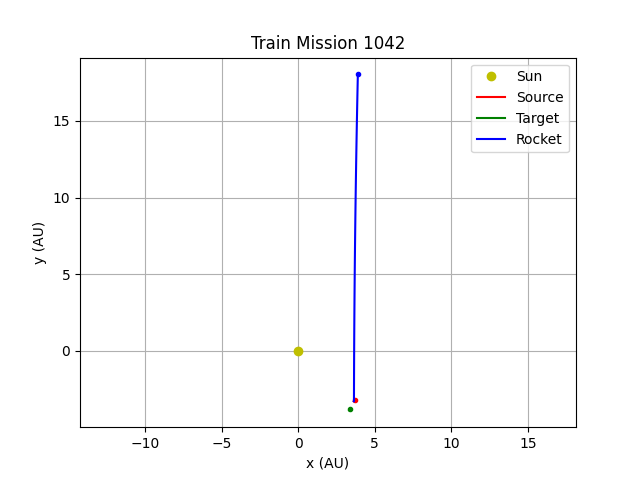 Train Mission 1042
Sun
Source
Target
Rocket
15
10
5
0
y (AU)
−10
−5
0
5
10
15
x (AU)